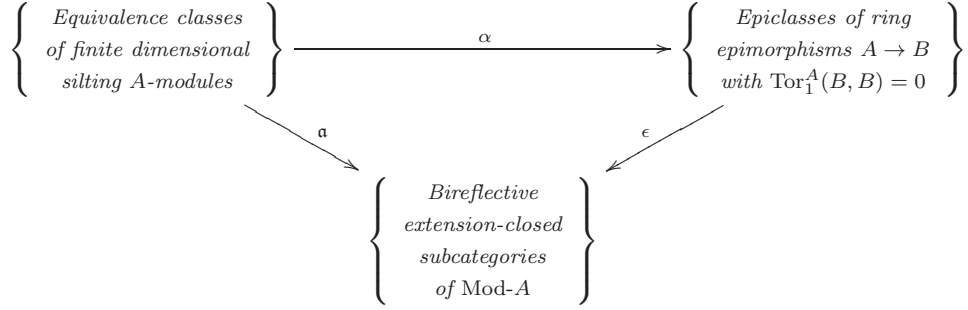 Equivalence classes
of finite dimensional
silting A-modules
α
Epiclasses of ring
epimorphisms A → B
with Tor₁ᴬ(B, B) = 0
𝔞
ϵ
Bireflective
extension-closed
subcategories
of Mod-A